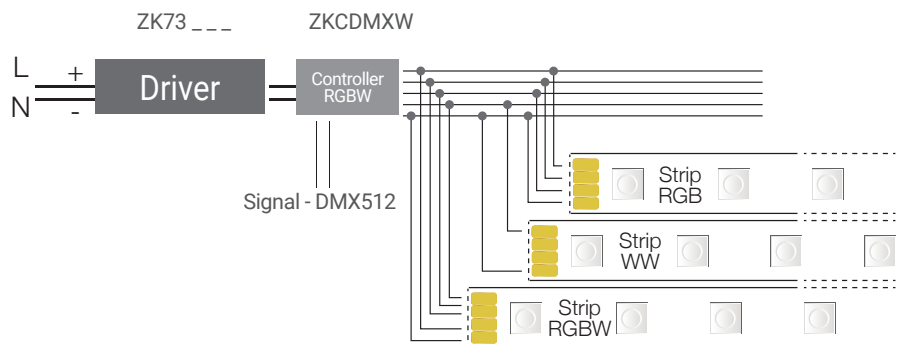 ZK73 _ _ _
ZKCDMXW
L
+
N
-
Driver
Controller
RGBW
Signal - DMX512
Strip
RGB
Strip
WW
Strip
RGBW